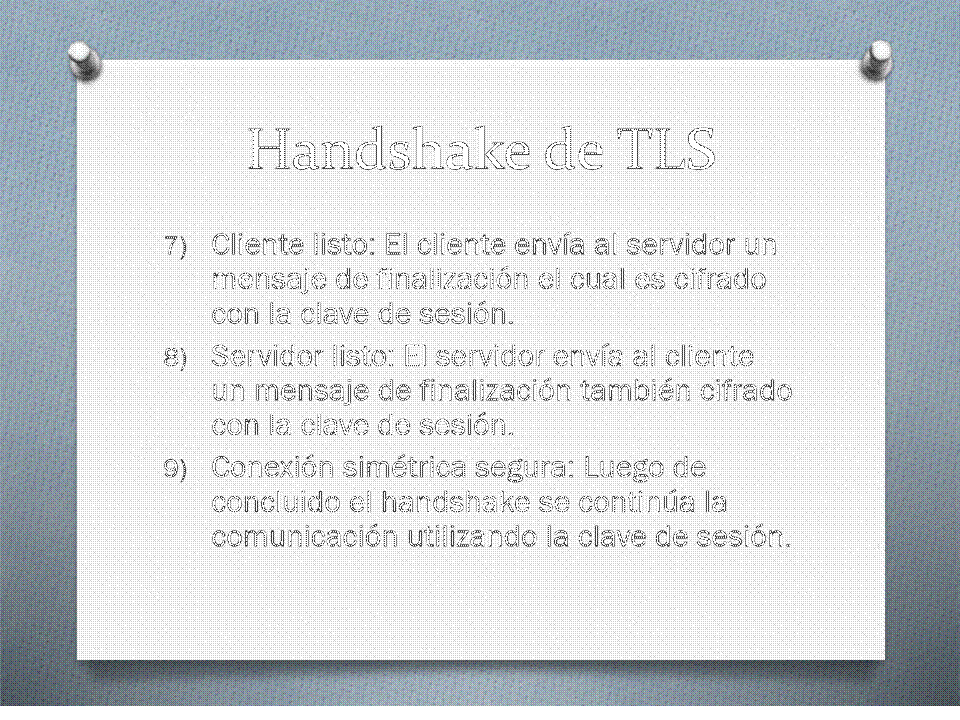 Handshake de TLS
7) Cliente listo: El cliente envía al servidor un
mensaje de finalización el cual es cifrado
con la clave de sesión.
8) Servidor listo: El servidor envía al cliente
un mensaje de finalización también cifrado
con la clave de sesión.
9) Conexión simétrica segura: Luego de
concluido el handshake se continúa la
comunicación utilizando la clave de sesión.